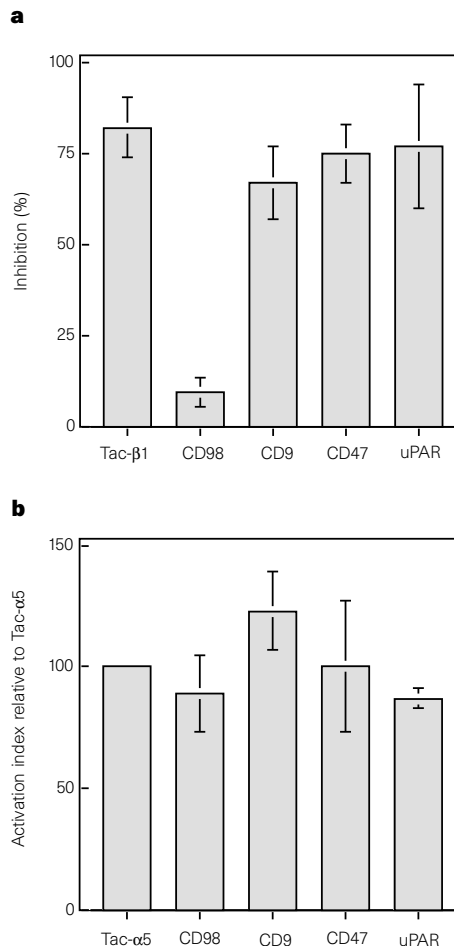 a
100
75
50
25
0
Inhibition (%)
Tac-β1 CD98 CD9 CD47 uPAR
b
150
100
50
0
Activation index relative to Tac-α5
Tac-α5 CD98 CD9 CD47 uPAR